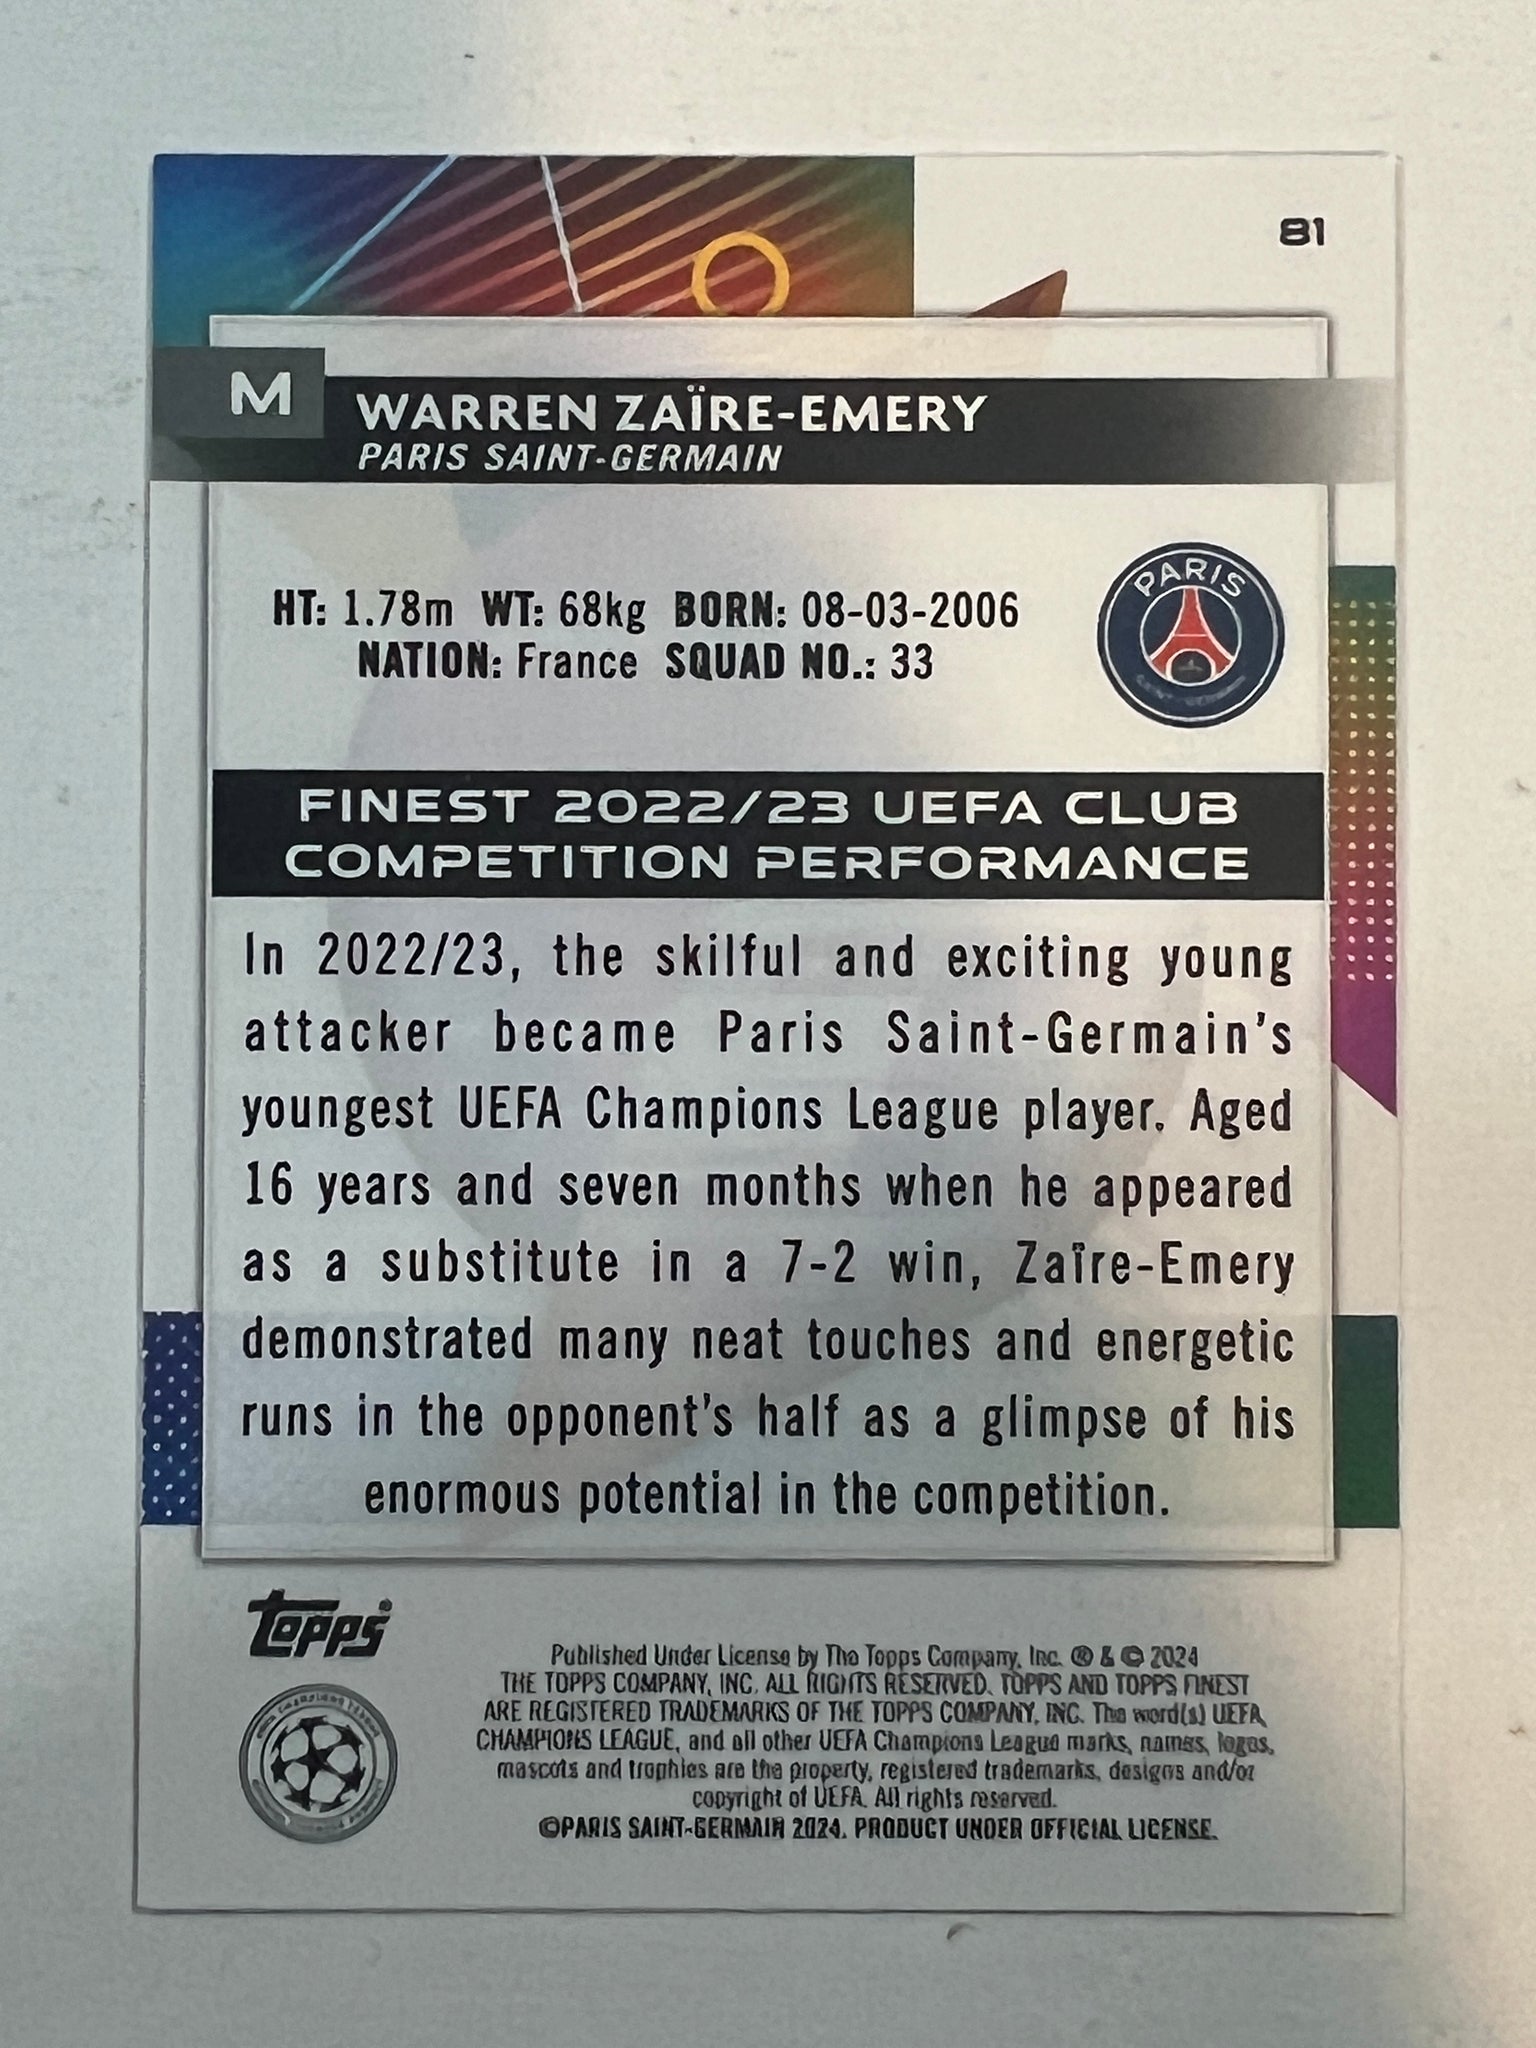 81
M
WARREN ZAÏRE-EMERY
PARIS SAINT-GERMAIN
PARIS
SAINT-GERMAIN
HT: 1.78m WT: 68kg BORN: 08-03-2006
NATION: France SQUAD NO.: 33
FINEST 2022/23 UEFA CLUB
COMPETITION PERFORMANCE
In 2022/23, the skilful and exciting young
attacker became Paris Saint-Germain's
youngest UEFA Champions League player. Aged
16 years and seven months when he appeared
as a substitute in a 7-2 win, Zaïre-Emery
demonstrated many neat touches and energetic
runs in the opponent's half as a glimpse of his
enormous potential in the competition.
Topps
Published Under License by The Topps Company, Inc. ® & © 2024
THE TOPPS COMPANY, INC. ALL RIGHTS RESERVED. TOPPS AND TOPPS FINEST
ARE REGISTERED TRADEMARKS OF THE TOPPS COMPANY, INC. The word(s) UEFA
CHAMPIONS LEAGUE, and all other UEFA Champions League marks, names, logos,
mascots and trophies are the property, registered trademarks, designs and/or
copyright of UEFA. All rights reserved.
©PARIS SAINT-GERMAIN 2024. PRODUCT UNDER OFFICIAL LICENSE.